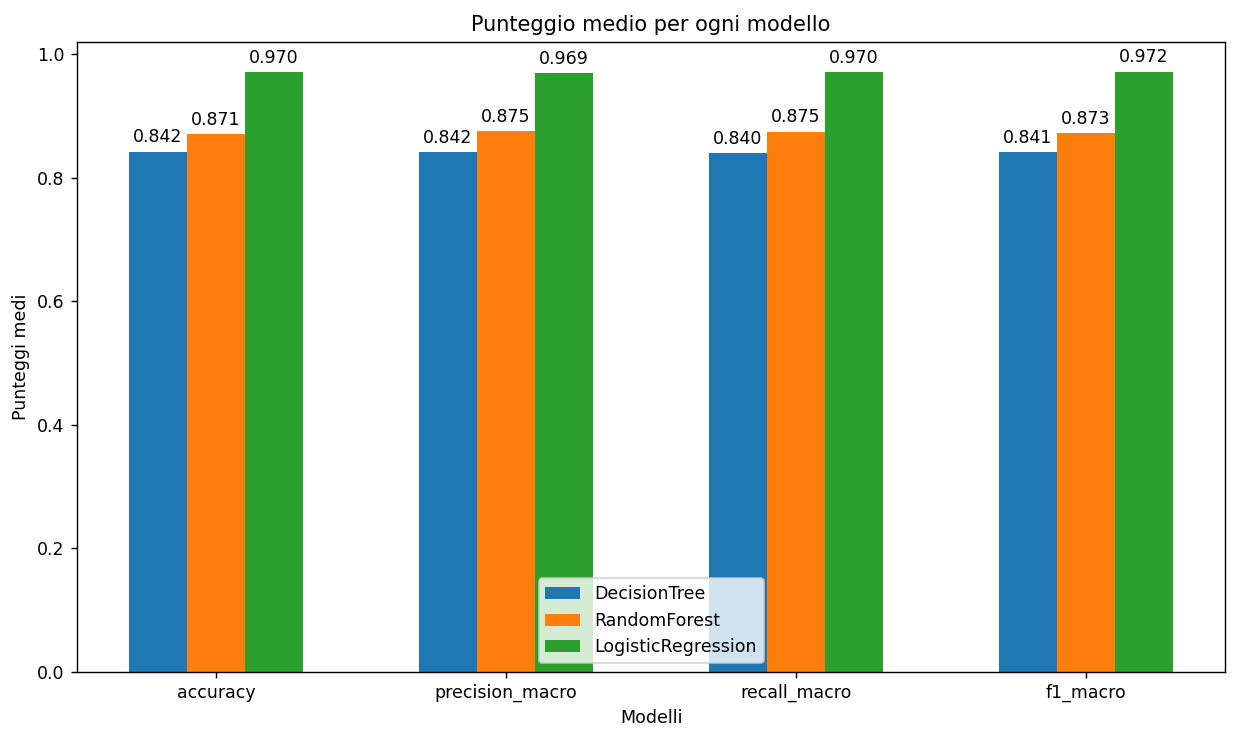 Punteggio medio per ogni modello
Punteggi medi
1.0
0.8
0.6
0.4
0.2
0.0
0.842
0.871
0.970
0.842
0.875
0.969
0.840
0.875
0.970
0.841
0.873
0.972
DecisionTree
RandomForest
LogisticRegression
accuracy
precision_macro
recall_macro
f1_macro
Modelli